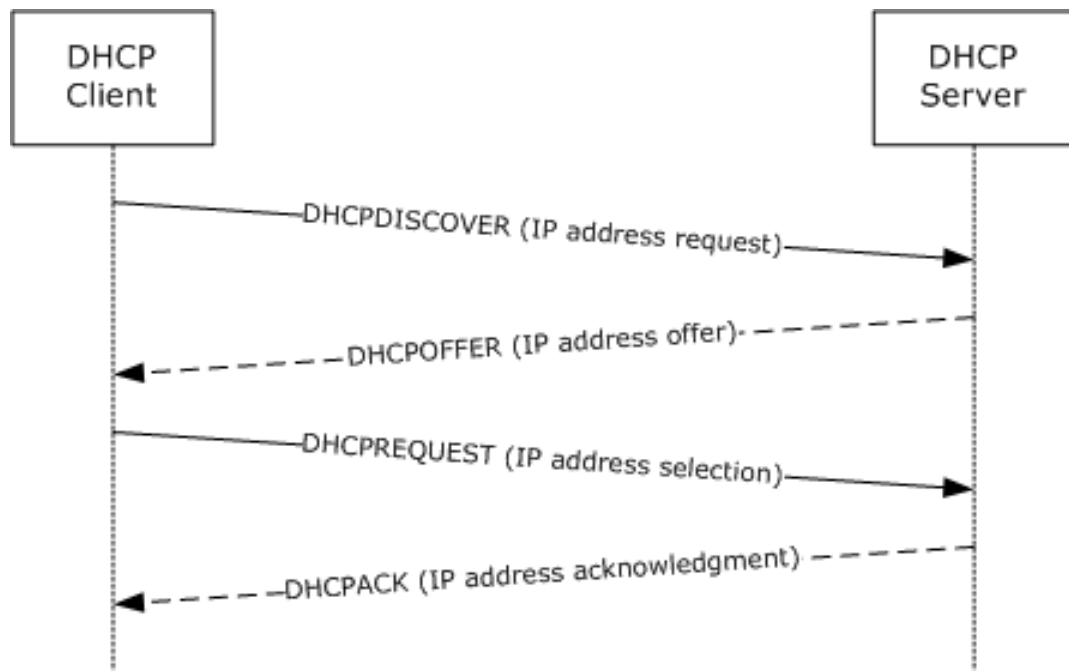 DHCP
Client
DHCP
Server
DHCPDISCOVER (IP address request)
DHCPOFFER (IP address offer)
DHCPREQUEST (IP address selection)
DHCPACK (IP address acknowledgment)